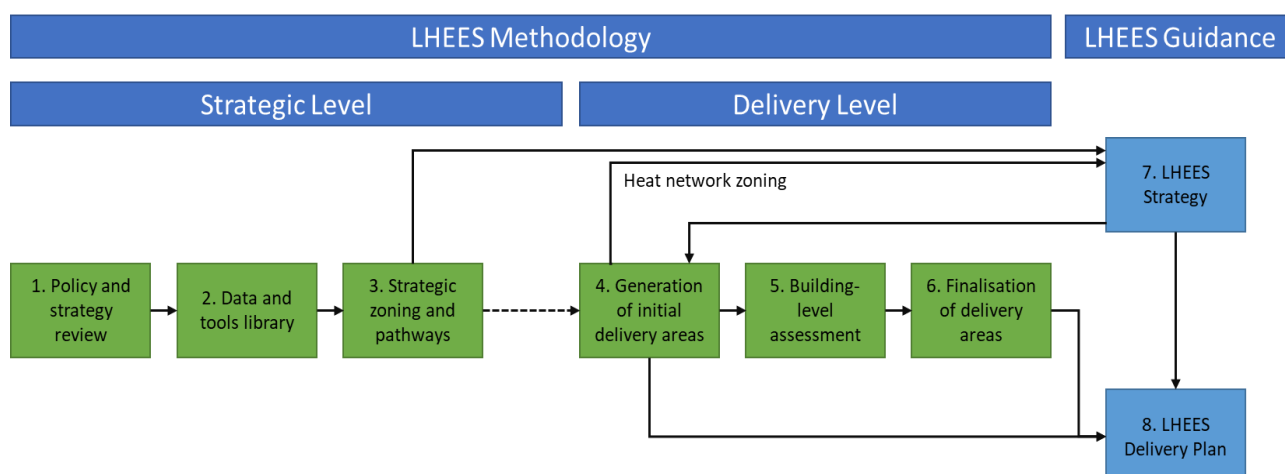 LHEES Methodology
LHEES Guidance
Strategic Level
Delivery Level
7. LHEES
Strategy
Heat network zoning
1. Policy and
strategy
review
2. Data and
tools library
3. Strategic
zoning and
pathways
4. Generation
of initial
delivery areas
5. Building-
level
assessment
6. Finalisation
of delivery
areas
8. LHEES
Delivery Plan